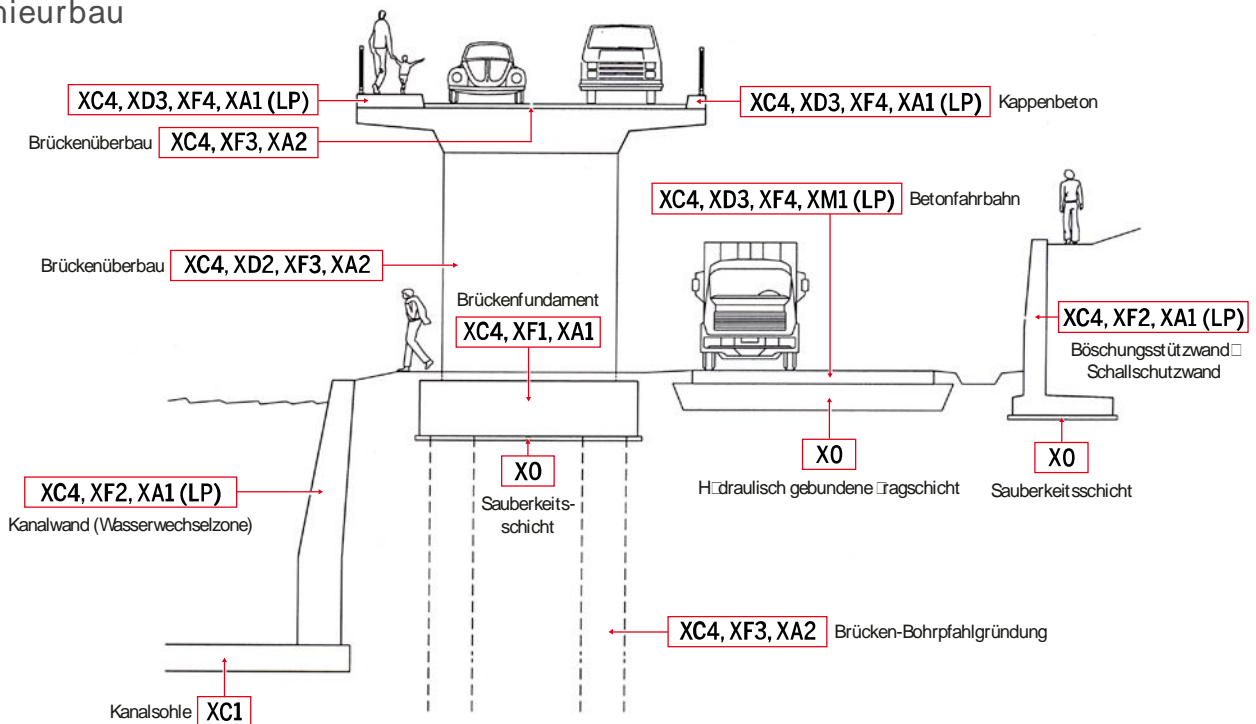 nieurbau
XC4, XD3, XF4, XA1 (LP)
XC4, XD3, XF4, XA1 (LP) Kappenbeton
Brückenüberbau XC4, XF3, XA2
XC4, XD3, XF4, XM1 (LP) Betonfahrbahn
Brückenüberbau XC4, XD2, XF3, XA2
Brückenfundament
XC4, XF1, XA1
XC4, XF2, XA1 (LP)
Böschungsstützwand□
Schallschutzwand
X0
Sauberkeits-
schicht
X0
H□draulisch gebundene □ragschicht
X0
Sauberkeitsschicht
XC4, XF2, XA1 (LP)
Kanalwand (Wasserwechselzone)
XC4, XF3, XA2 Brücken-Bohrpfahlgründung
Kanalsohle XC1